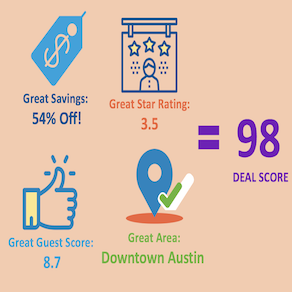 $
Great Savings:
54% Off!
Great Star Rating:
3.5
= 98
DEAL SCORE
Great Guest Score:
8.7
Great Area:
Downtown Austin